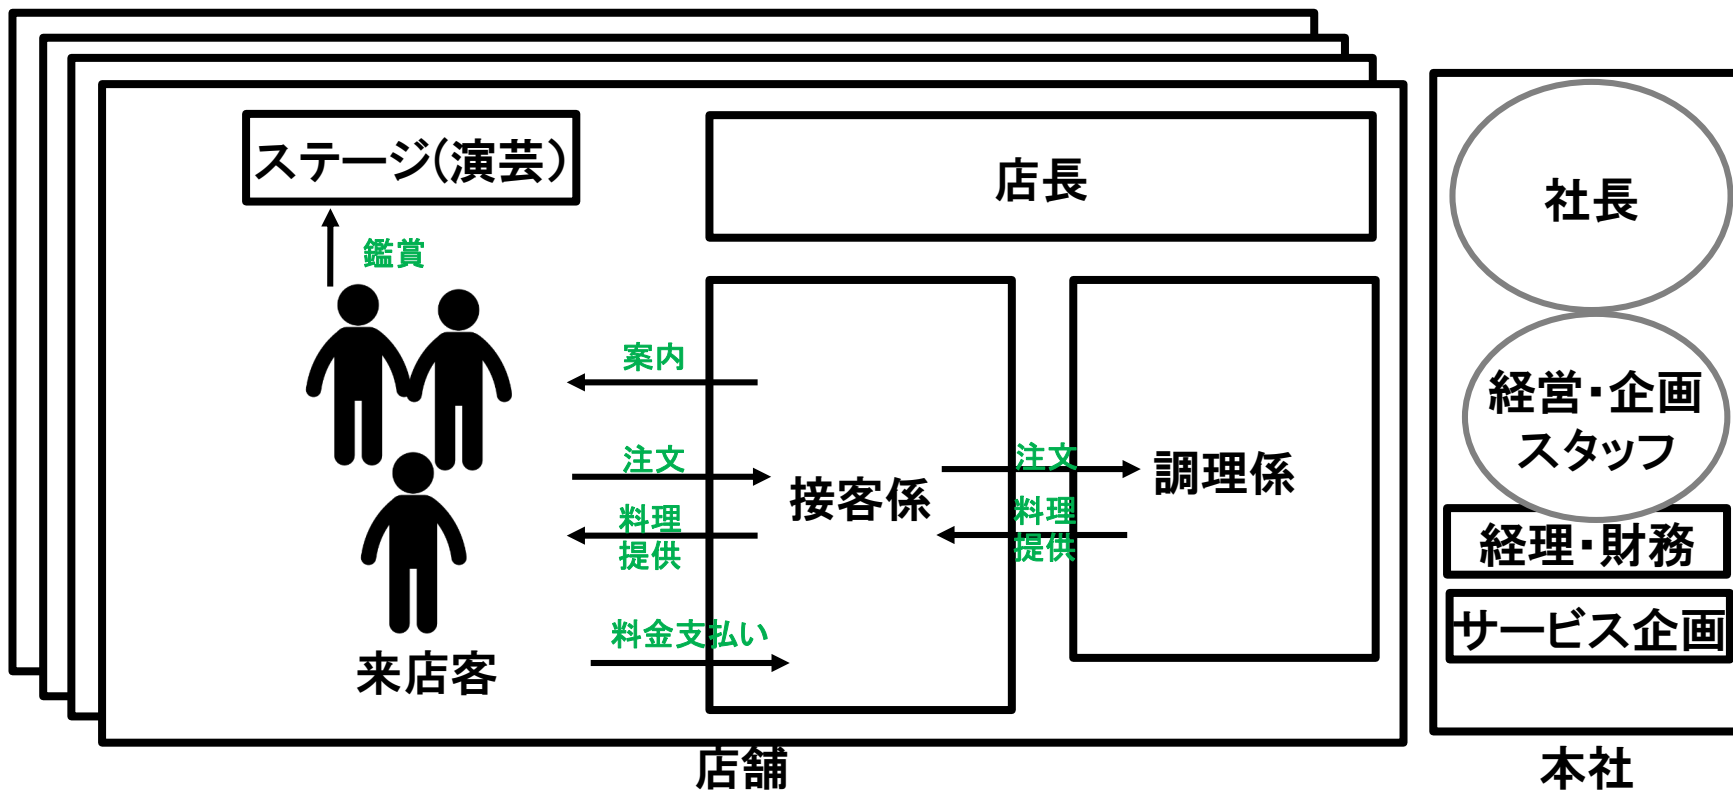 ステージ(演芸)
店長
鑑賞
案内
注文
料理
提供
料金支払い
接客係
注文
料理
提供
調理係
来店客
店舗
社長
経営・企画
スタッフ
経理・財務
サービス企画
本社